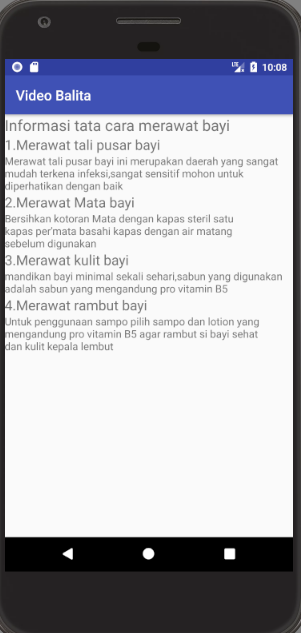 LTE 10:08
Video Balita
Informasi tata cara merawat bayi
1.Merawat tali pusar bayi
Merawat tali pusar bayi ini merupakan daerah yang sangat
mudah terkena infeksi,sangat sensitif mohon untuk
diperhatikan dengan baik
2.Merawat Mata bayi
Bersihkan kotoran Mata dengan kapas steril satu
kapas per'mata basahi kapas dengan air matang
sebelum digunakan
3.Merawat kulit bayi
mandikan bayi minimal sekali sehari,sabun yang digunakan
adalah sabun yang mengandung pro vitamin B5
4.Merawat rambut bayi
Untuk penggunaan sampo pilih sampo dan lotion yang
mengandung pro vitamin B5 agar rambut si bayi sehat
dan kulit kepala lembut